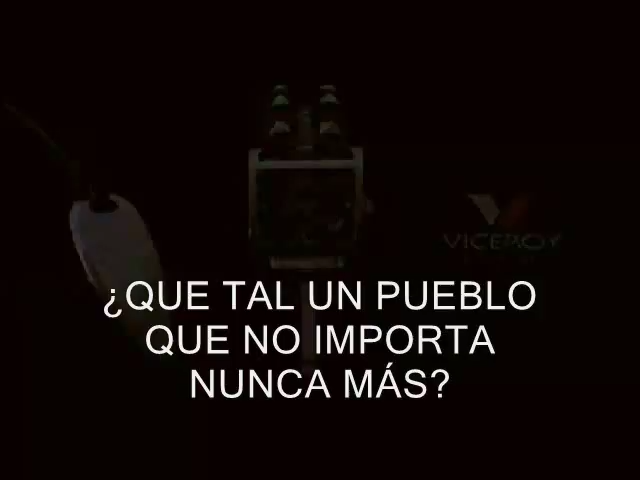 VICEROY
¿QUE TAL UN PUEBLO
QUE NO IMPORTA
NUNCA MÁS?